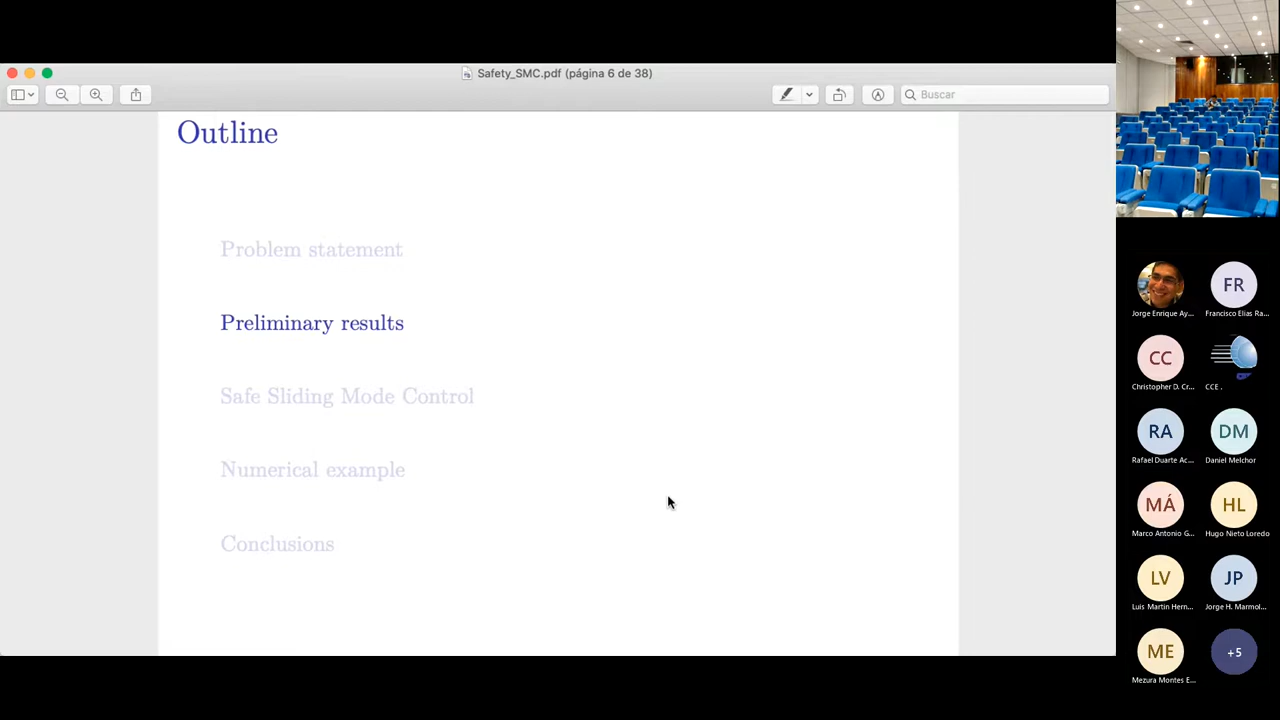 Safety_SMC.pdf (página 6 de 38)
Buscar
Outline
Problem statement
Preliminary results
Safe Sliding Mode Control
Numerical example
Conclusions
Jorge Enrique Ay...
FR
Francisco Elias Ra...
CC
Christopher D. Cr...
CCE .
RA
Rafael Duarte Ac...
DM
Daniel Melchor
MÁ
Marco Antonio G...
HL
Hugo Nieto Loredo
LV
Luis Martin Hern...
JP
Jorge H. Marmol...
ME
Mezura Montes E...
+5